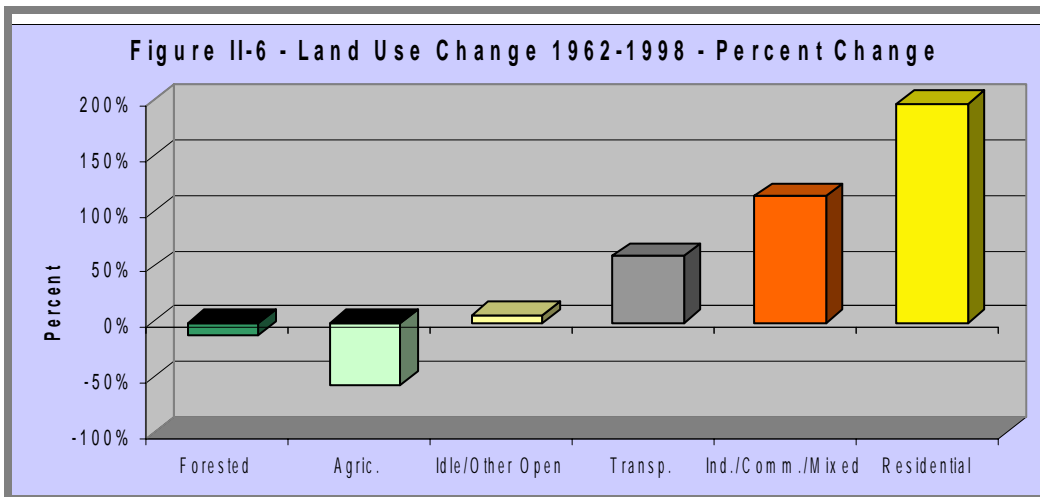 Figure II-6 - Land Use Change 1962-1998 - Percent Change
200%
150%
100%
50%
0%
-50%
-100%
Percent
Forested Agric. Idle/Other Open Transp. Ind./Comm./Mixed Residential